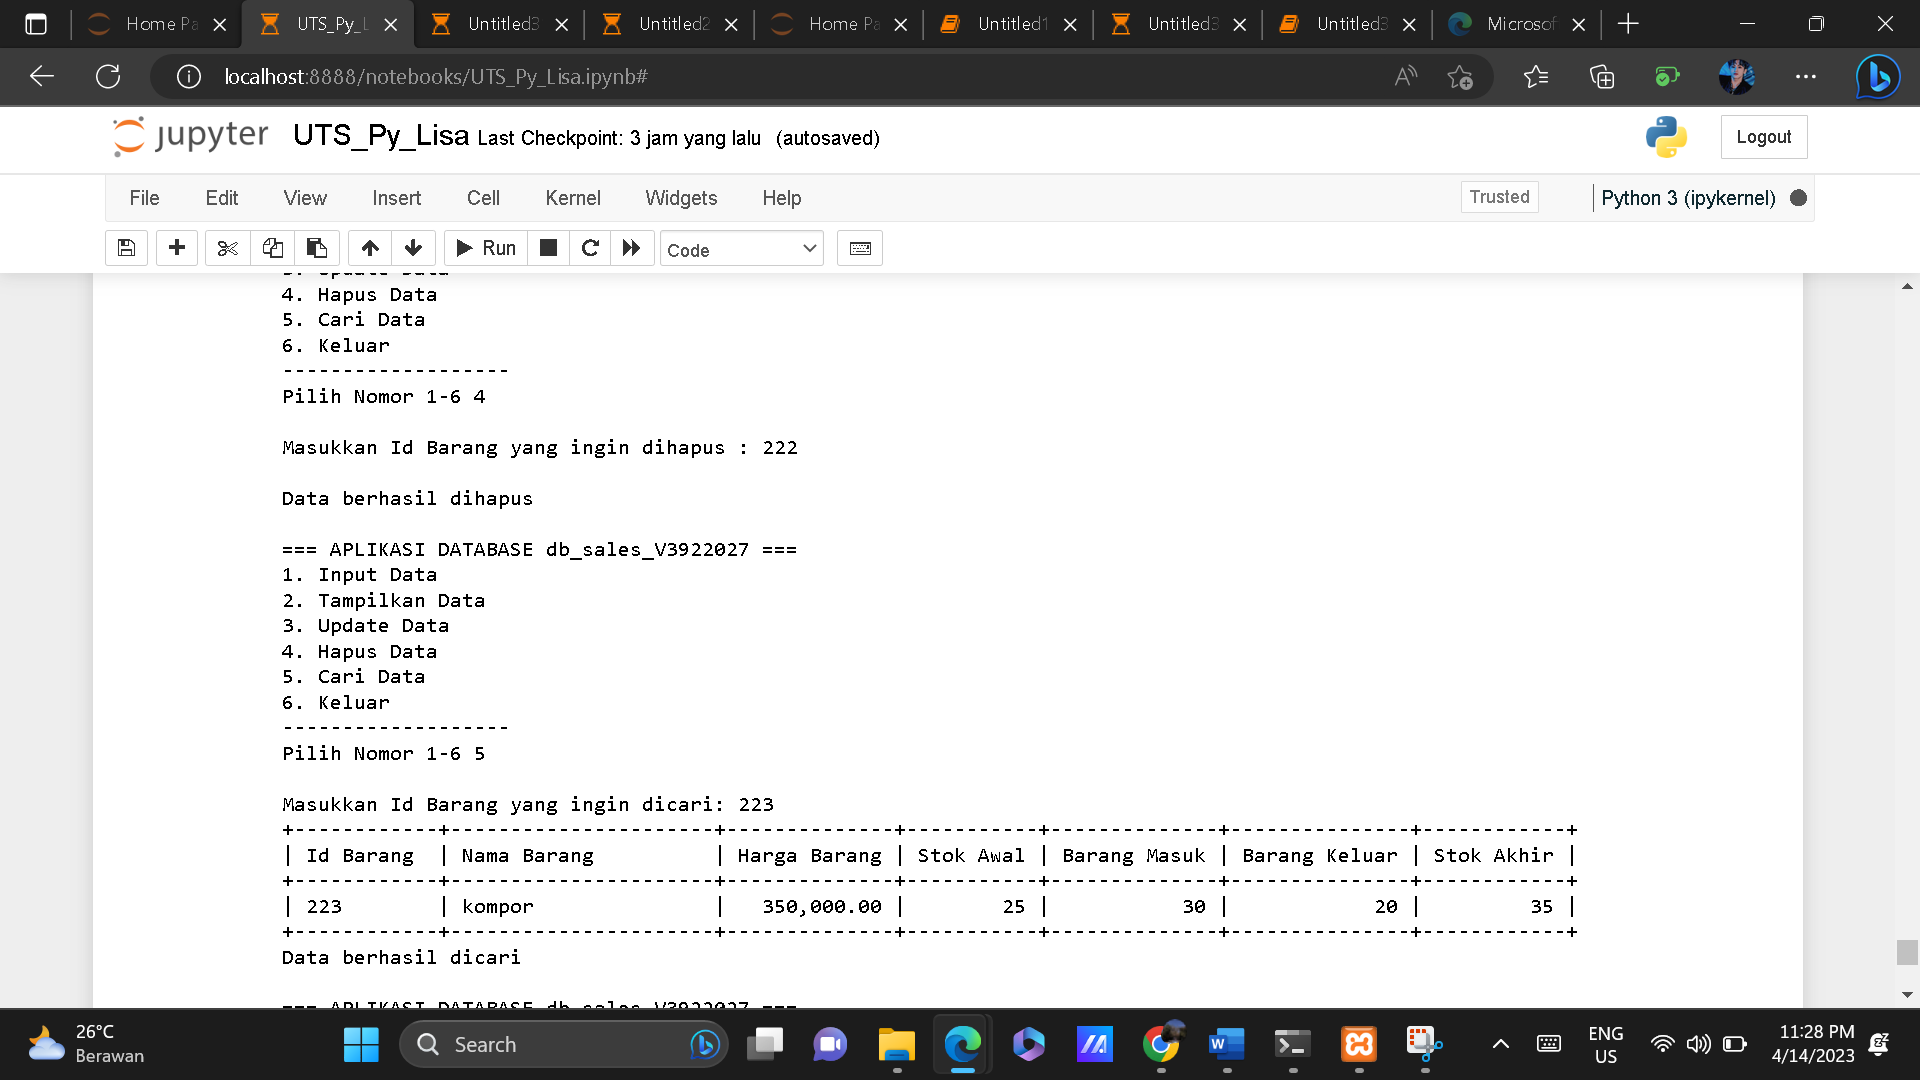 Home Pa
UTS_Py_L
Untitled3
Untitled2
Home Pa
Untitled1
Untitled3
Untitled3
Microsof
localhost:8888/notebooks/UTS_Py_Lisa.ipynb#
jupyter UTS_Py_Lisa Last Checkpoint: 3 jam yang lalu (autosaved)
Logout
File Edit View Insert Cell Kernel Widgets Help
Trusted
Python 3 (ipykernel)
Run
Code
3. Update Data
4. Hapus Data
5. Cari Data
6. Keluar
-------------------
Pilih Nomor 1-6 4
Masukkan Id Barang yang ingin dihapus : 222
Data berhasil dihapus
=== APLIKASI DATABASE db_sales_V3922027 ===
1. Input Data
2. Tampilkan Data
3. Update Data
4. Hapus Data
5. Cari Data
6. Keluar
-------------------
Pilih Nomor 1-6 5
Masukkan Id Barang yang ingin dicari: 223
+------------+----------------------+--------------+-----------+--------------+---------------+------------+
| Id Barang  | Nama Barang          | Harga Barang | Stok Awal | Barang Masuk | Barang Keluar | Stok Akhir |
+------------+----------------------+--------------+-----------+--------------+---------------+------------+
| 223        | kompor               |   350,000.00 |        25 |           30 |            20 |         35 |
+------------+----------------------+--------------+-----------+--------------+---------------+------------+
Data berhasil dicari
=== APLIKASI DATABASE db_sales_V3922027 ===
26°C
Berawan
Search
ENG
US
11:28 PM
4/14/2023